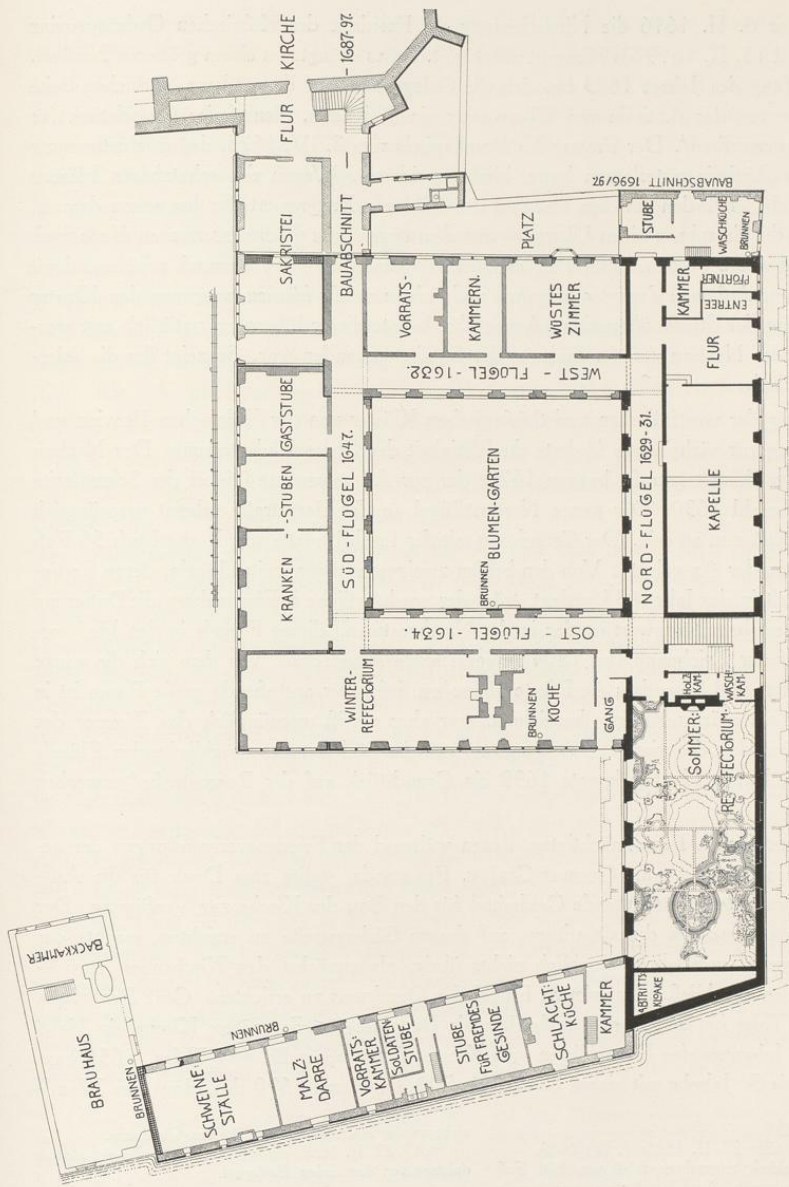 KIRCHE
FLUR
- 1687-97.
BAUABSCHNITT
SAKRISTEI
GASTSTUBE
KRANKEN
- STUBEN
SÜD - FLÜGEL 1647.
VORRATS-
KAMMERN.
WÜSTES
ZIMMER
PLATZ
BAUABSCHNITT 1696/97.
STUBE
WASCHKÜCHE
BRUNNEN
WEST - FLÜGEL - 1632.
KAMMER
PFÖRTNER
ENTREE
FLUR
BLUMEN-GARTEN
BRUNNEN
NORD - FLÜGEL 1629-31.
KAPELLE
OST - FLÜGEL - 1634.
WINTER-
REFECTORIUM
BRUNNEN
KÜCHE
GANG
HOLZ
KAM.
WASCH
KAM.
SOMMER-
REFECTORIUM.
ABTRITTS
KLOAKE
BACKKAMMER
BRAUHAUS
BRUNNEN
BRUNNEN
SCHWEINE-
STÄLLE
MALZ-
DARRE
VORRATS-
KAMMER
SOLDATEN
STUBE
STUBE
FÜR FREMDES
GESINDE
SCHLACHT-
KÜCHE
KAMMER